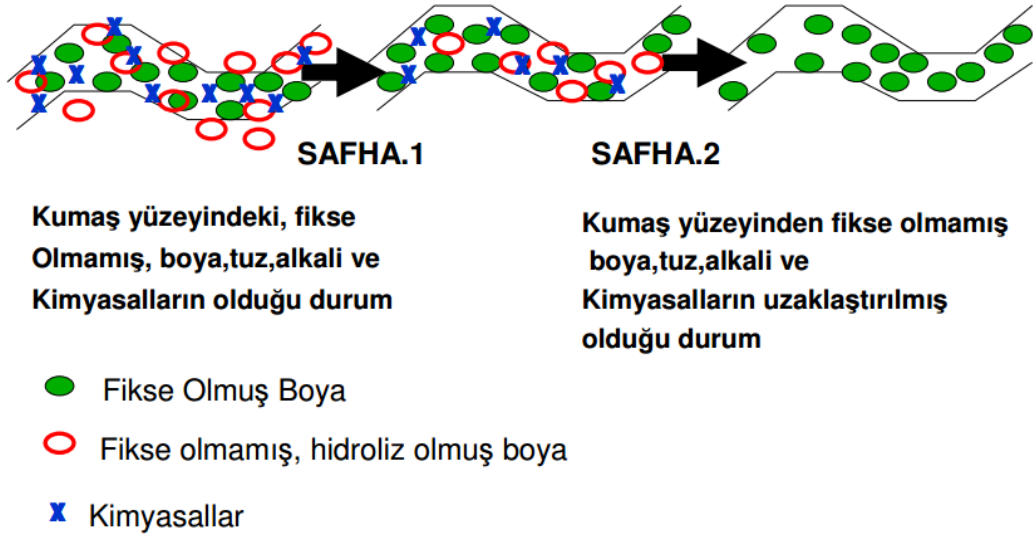 SAFHA.1
SAFHA.2
Kumaş yüzeyindeki, fikse
Olmamış, boya,tuz,alkali ve
Kimyasalların olduğu durum
Kumaş yüzeyinden fikse olmamış
boya,tuz,alkali ve
Kimyasalların uzaklaştırılmış
olduğu durum
Fikse Olmuş Boya
Fikse olmamış, hidroliz olmuş boya
x Kimyasallar